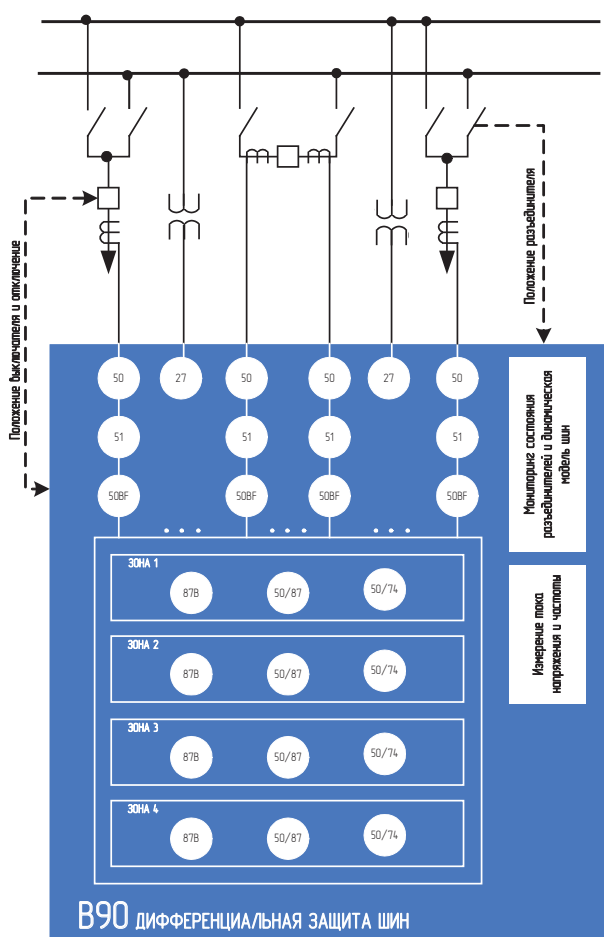 Положение выключателя и отключение
Положение разъединителя
50
27
50
50
27
50
51
51
51
51
50BF
50BF
50BF
50BF
Мониторинг состояния
разъединителей и динамическая
модель шин
Измерение тока
напряжения и частоты
ЗОНА 1
87B
50/87
50/74
ЗОНА 2
87B
50/87
50/74
ЗОНА 3
87B
50/87
50/74
ЗОНА 4
87B
50/87
50/74
B90 ДИФФЕРЕНЦИАЛЬНАЯ ЗАЩИТА ШИН